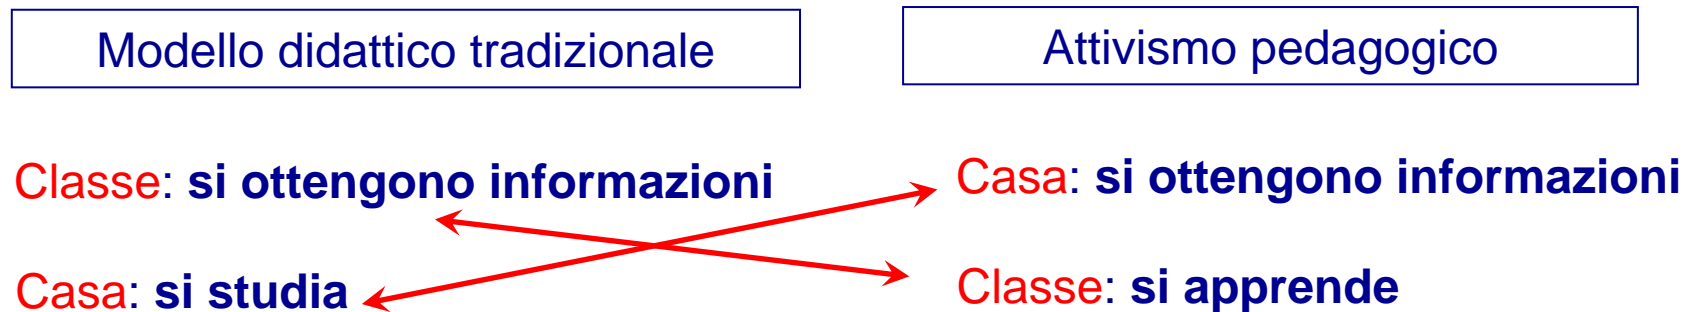 Modello didattico tradizionale
Attivismo pedagogico
Classe: si ottengono informazioni
Casa: si ottengono informazioni
Casa: si studia
Classe: si apprende